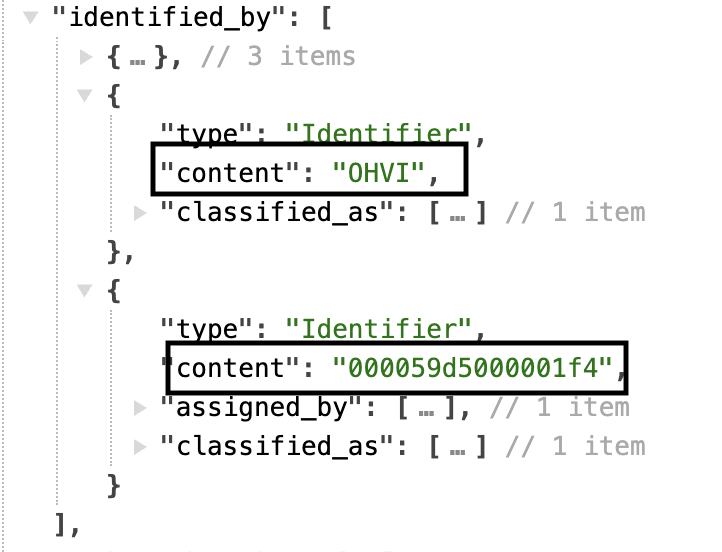 "identified_by": [
{ … }, // 3 items
{
"type": "Identifier",
"content": "OHVI",
"classified_as": [ … ] // 1 item
},
{
"type": "Identifier",
"content": "000059d5000001f4",
"assigned_by": [ … ], // 1 item
"classified_as": [ … ] // 1 item
}
],